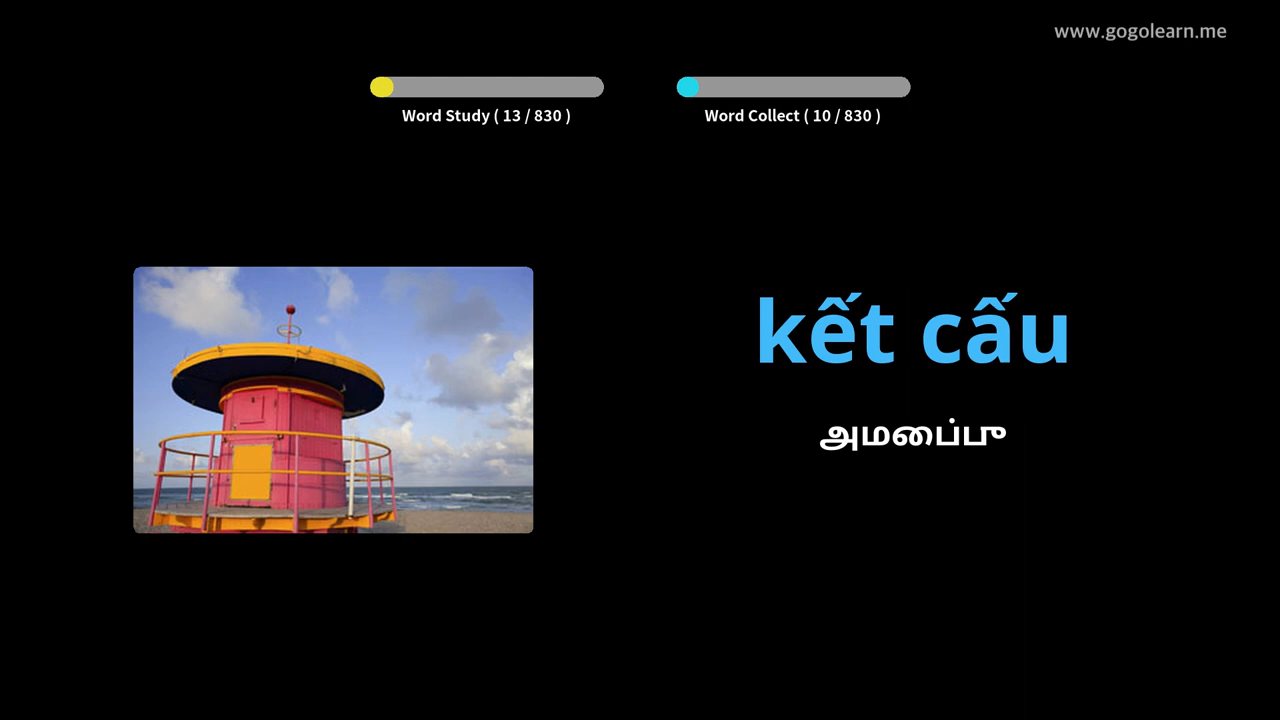 www.gogolearn.me
Word Study ( 13 / 830 )
Word Collect ( 10 / 830 )
kết cấu
அமைப்பு